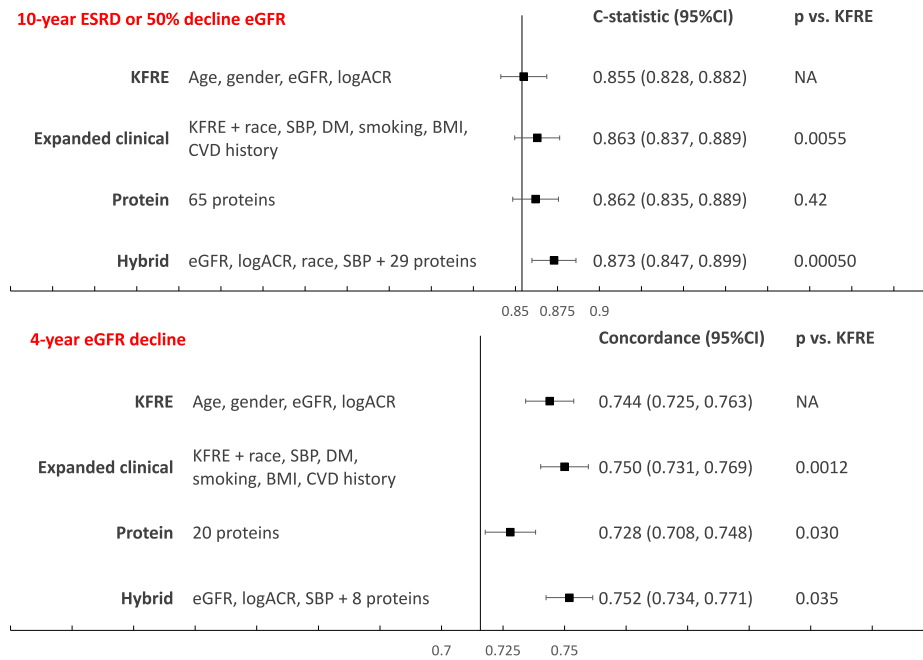 10-year ESRD or 50% decline eGFR C-statistic (95%CI) p vs. KFRE
KFRE Age, gender, eGFR, logACR 0.855 (0.828, 0.882) NA
Expanded clinical KFRE + race, SBP, DM, smoking, BMI, 0.863 (0.837, 0.889) 0.0055
CVD history
Protein 65 proteins 0.862 (0.835, 0.889) 0.42
Hybrid eGFR, logACR, race, SBP + 29 proteins 0.873 (0.847, 0.899) 0.00050
0.85 0.875 0.9
4-year eGFR decline Concordance (95%CI) p vs. KFRE
KFRE Age, gender, eGFR, logACR 0.744 (0.725, 0.763) NA
Expanded clinical KFRE + race, SBP, DM, 0.750 (0.731, 0.769) 0.0012
smoking, BMI, CVD history
Protein 20 proteins 0.728 (0.708, 0.748) 0.030
Hybrid eGFR, logACR, SBP + 8 proteins 0.752 (0.734, 0.771) 0.035
0.7 0.725 0.75